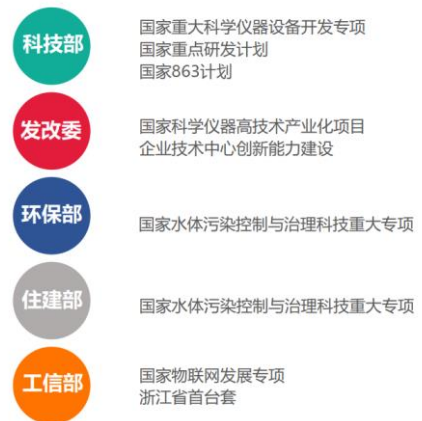 科技部
国家重大科学仪器设备开发专项
国家重点研发计划
国家863计划
发改委
国家科学仪器高技术产业化项目
企业技术中心创新能力建设
环保部
国家水体污染控制与治理科技重大专项
住建部
国家水体污染控制与治理科技重大专项
工信部
国家物联网发展专项
浙江省首台套